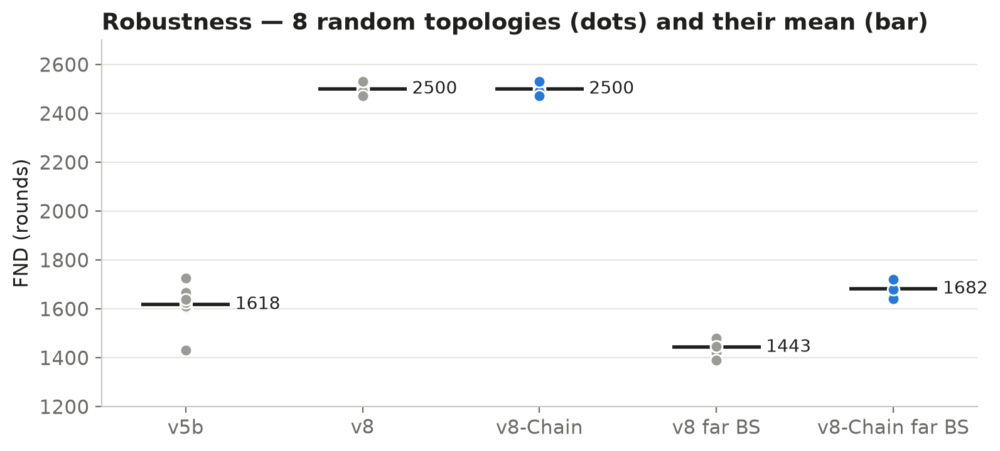 Robustness — 8 random topologies (dots) and their mean (bar)
FND (rounds)
2600
2400
2200
2000
1800
1600
1400
1200
2500
2500
1618
1443
1682
v5b
v8
v8-Chain
v8 far BS
v8-Chain far BS